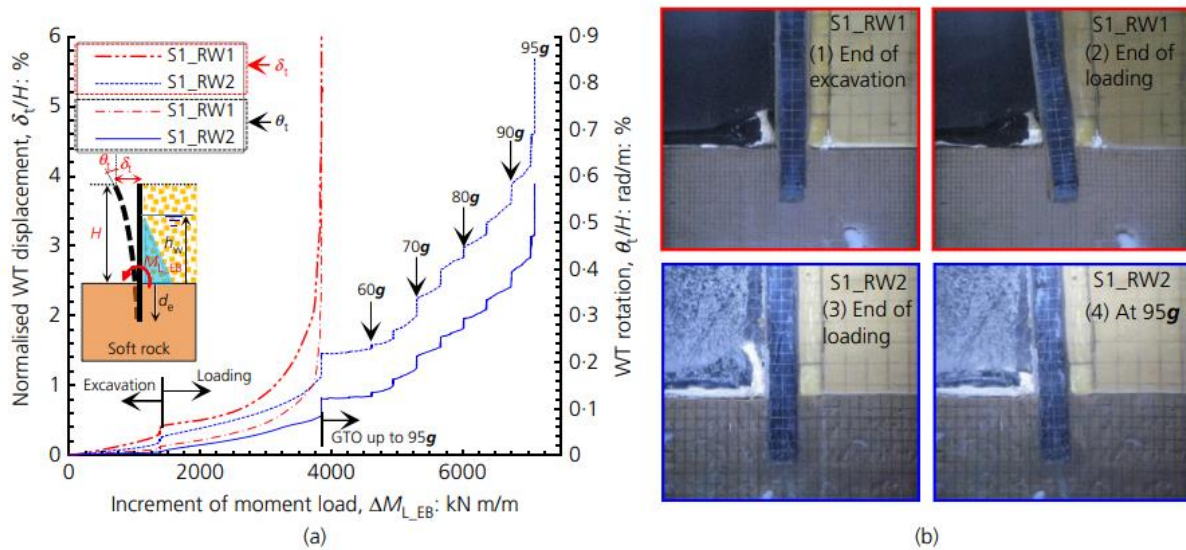 6
5
4
3
2
1
0
Normalised WT displacement, δt/H: %
0·9
0·8
0·7
0·6
0·5
0·4
0·3
0·2
0·1
0
WT rotation, θt/H: rad/m: %
S1_RW1
S1_RW2
δt
S1_RW1
S1_RW2
θt
θt
δt
H
hw
ML_EB
de
Soft rock
95g
90g
80g
70g
60g
Excavation
Loading
GTO up to 95g
0
2000
4000
6000
Increment of moment load, ΔML_EB: kN m/m
(a)
S1_RW1
(1) End of
excavation
S1_RW1
(2) End of
loading
S1_RW2
(3) End of
loading
S1_RW2
(4) At 95g
(b)